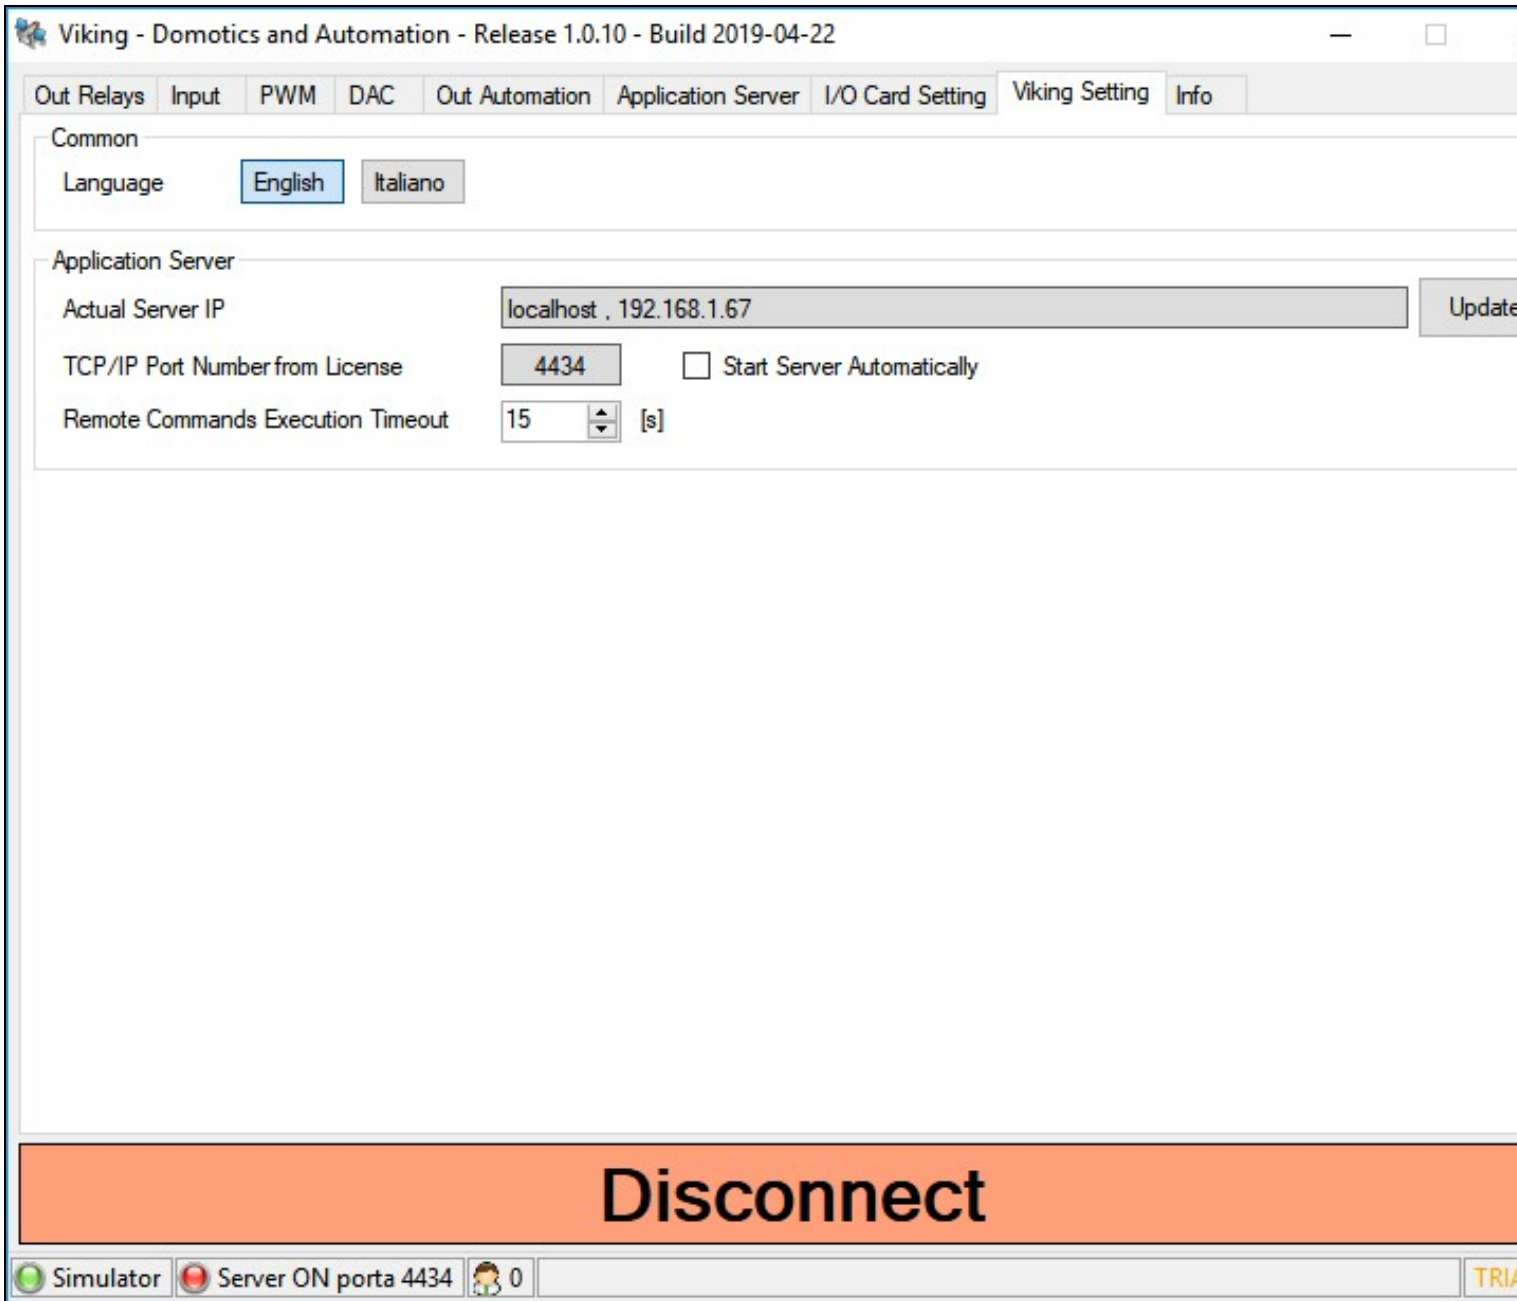 Viking - Domotics and Automation - Release 1.0.10 - Build 2019-04-22
Out Relays Input PWM DAC Out Automation Application Server I/O Card Setting Viking Setting Info
Common
Language English Italiano
Application Server
Actual Server IP localhost , 192.168.1.67 Update
TCP/IP Port Number from License 4434 Start Server Automatically
Remote Commands Execution Timeout 15 [s]
Disconnect
Simulator Server ON porta 4434 0